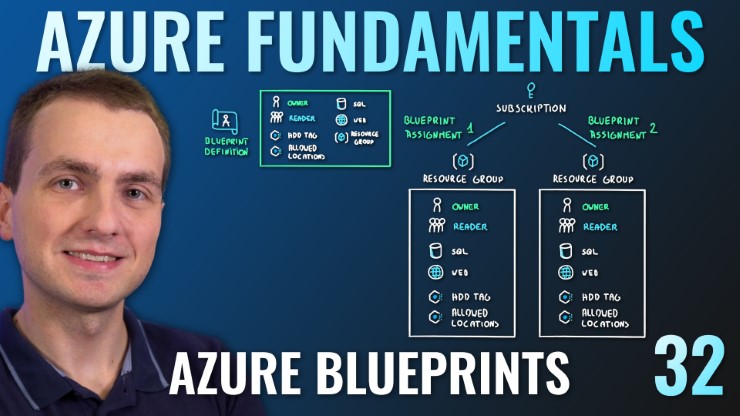 AZURE FUNDAMENTALS
BLUEPRINT
DEFINITION
OWNER
READER
ADD TAG
ALLOWED
LOCATIONS
SQL
WEB
RESOURCE
GROUP
SUBSCRIPTION
BLUEPRINT
ASSIGNMENT 1
BLUEPRINT
ASSIGNMENT 2
RESOURCE GROUP
OWNER
READER
SQL
WEB
ADD TAG
ALLOWED
LOCATIONS
RESOURCE GROUP
OWNER
READER
SQL
WEB
ADD TAG
ALLOWED
LOCATIONS
AZURE BLUEPRINTS
32